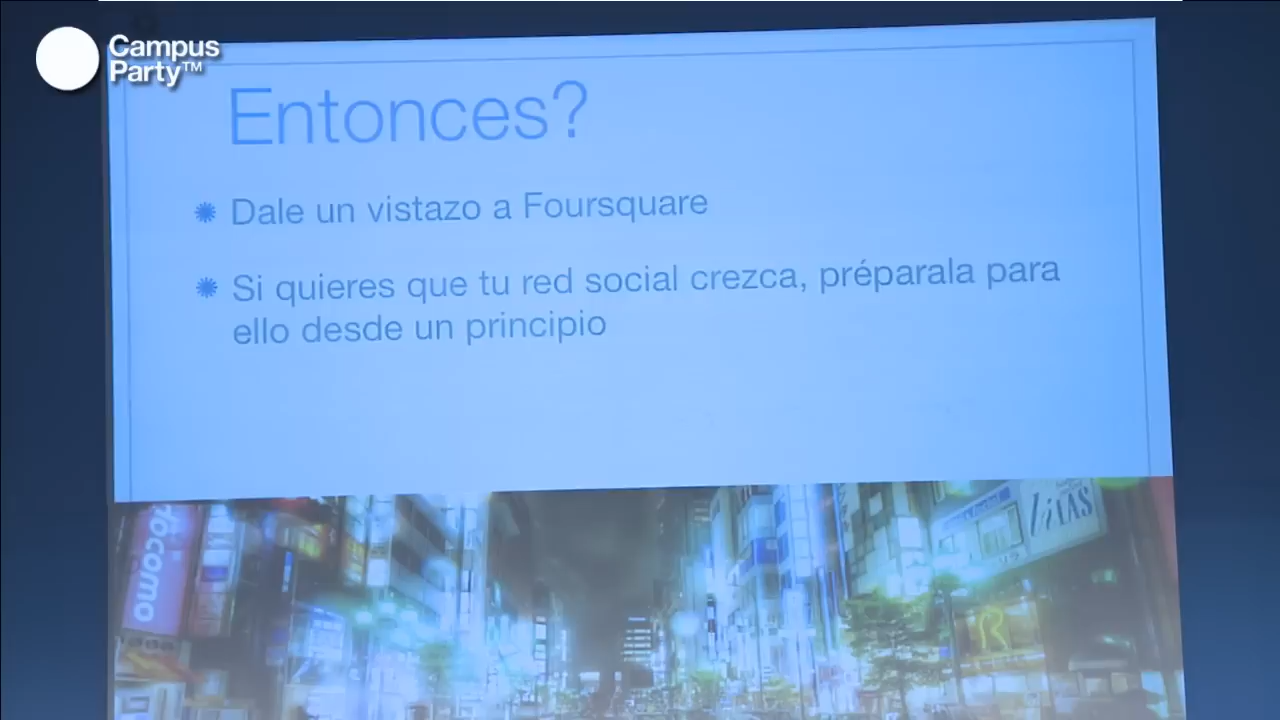 Campus
Party™
Entonces?
Dale un vistazo a Foursquare
Si quieres que tu red social crezca, préparala para
ello desde un principio
docomo